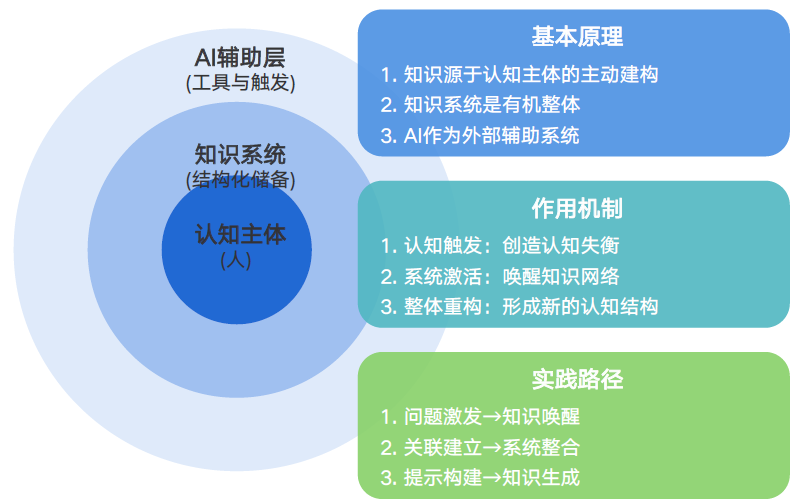 AI辅助层
(工具与触发)
知识系统
(结构化储备)
认知主体
(人)
基本原理
1. 知识源于认知主体的主动建构
2. 知识系统是有机整体
3. AI作为外部辅助系统
作用机制
1. 认知触发：创造认知失衡
2. 系统激活：唤醒知识网络
3. 整体重构：形成新的认知结构
实践路径
1. 问题激发→知识唤醒
2. 关联建立→系统整合
3. 提示构建→知识生成